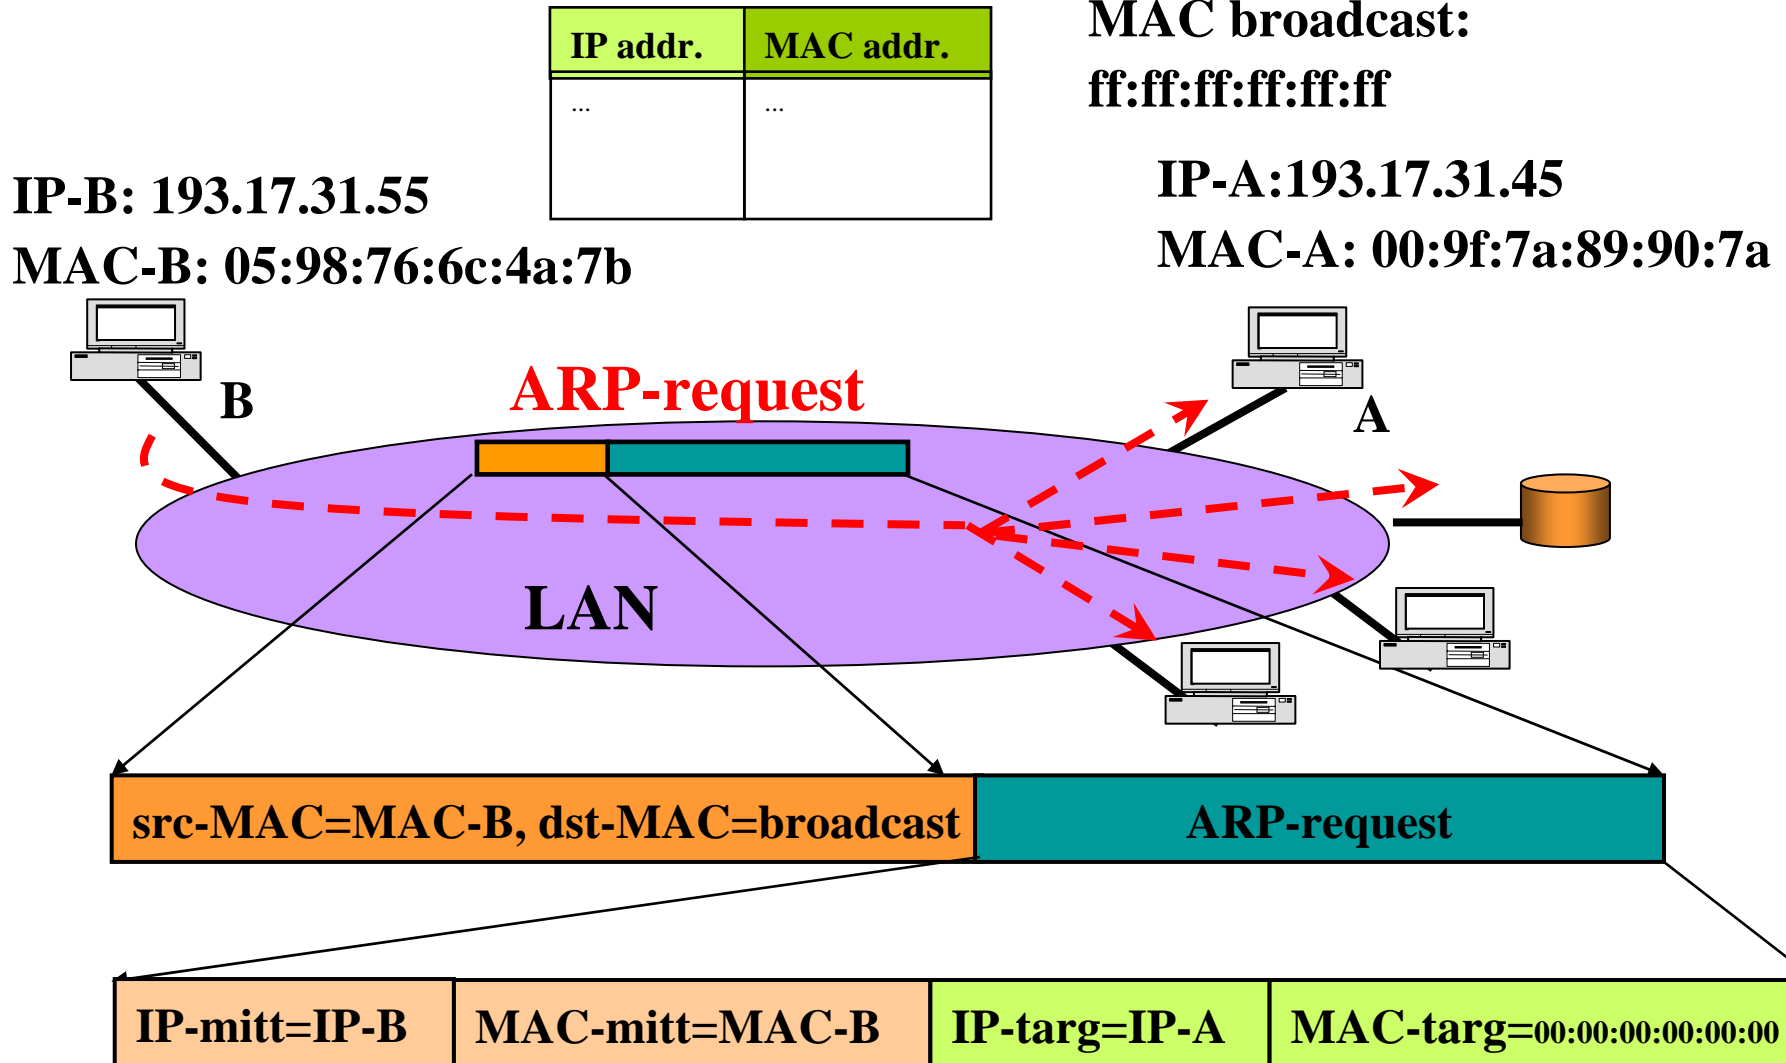 IP addr. MAC addr.
... ...
MAC broadcast:
ff:ff:ff:ff:ff:ff
IP-B: 193.17.31.55
MAC-B: 05:98:76:6c:4a:7b
IP-A:193.17.31.45
MAC-A: 00:9f:7a:89:90:7a
B
ARP-request
A
LAN
src-MAC=MAC-B, dst-MAC=broadcast ARP-request
IP-mitt=IP-B MAC-mitt=MAC-B IP-targ=IP-A MAC-targ=00:00:00:00:00:00